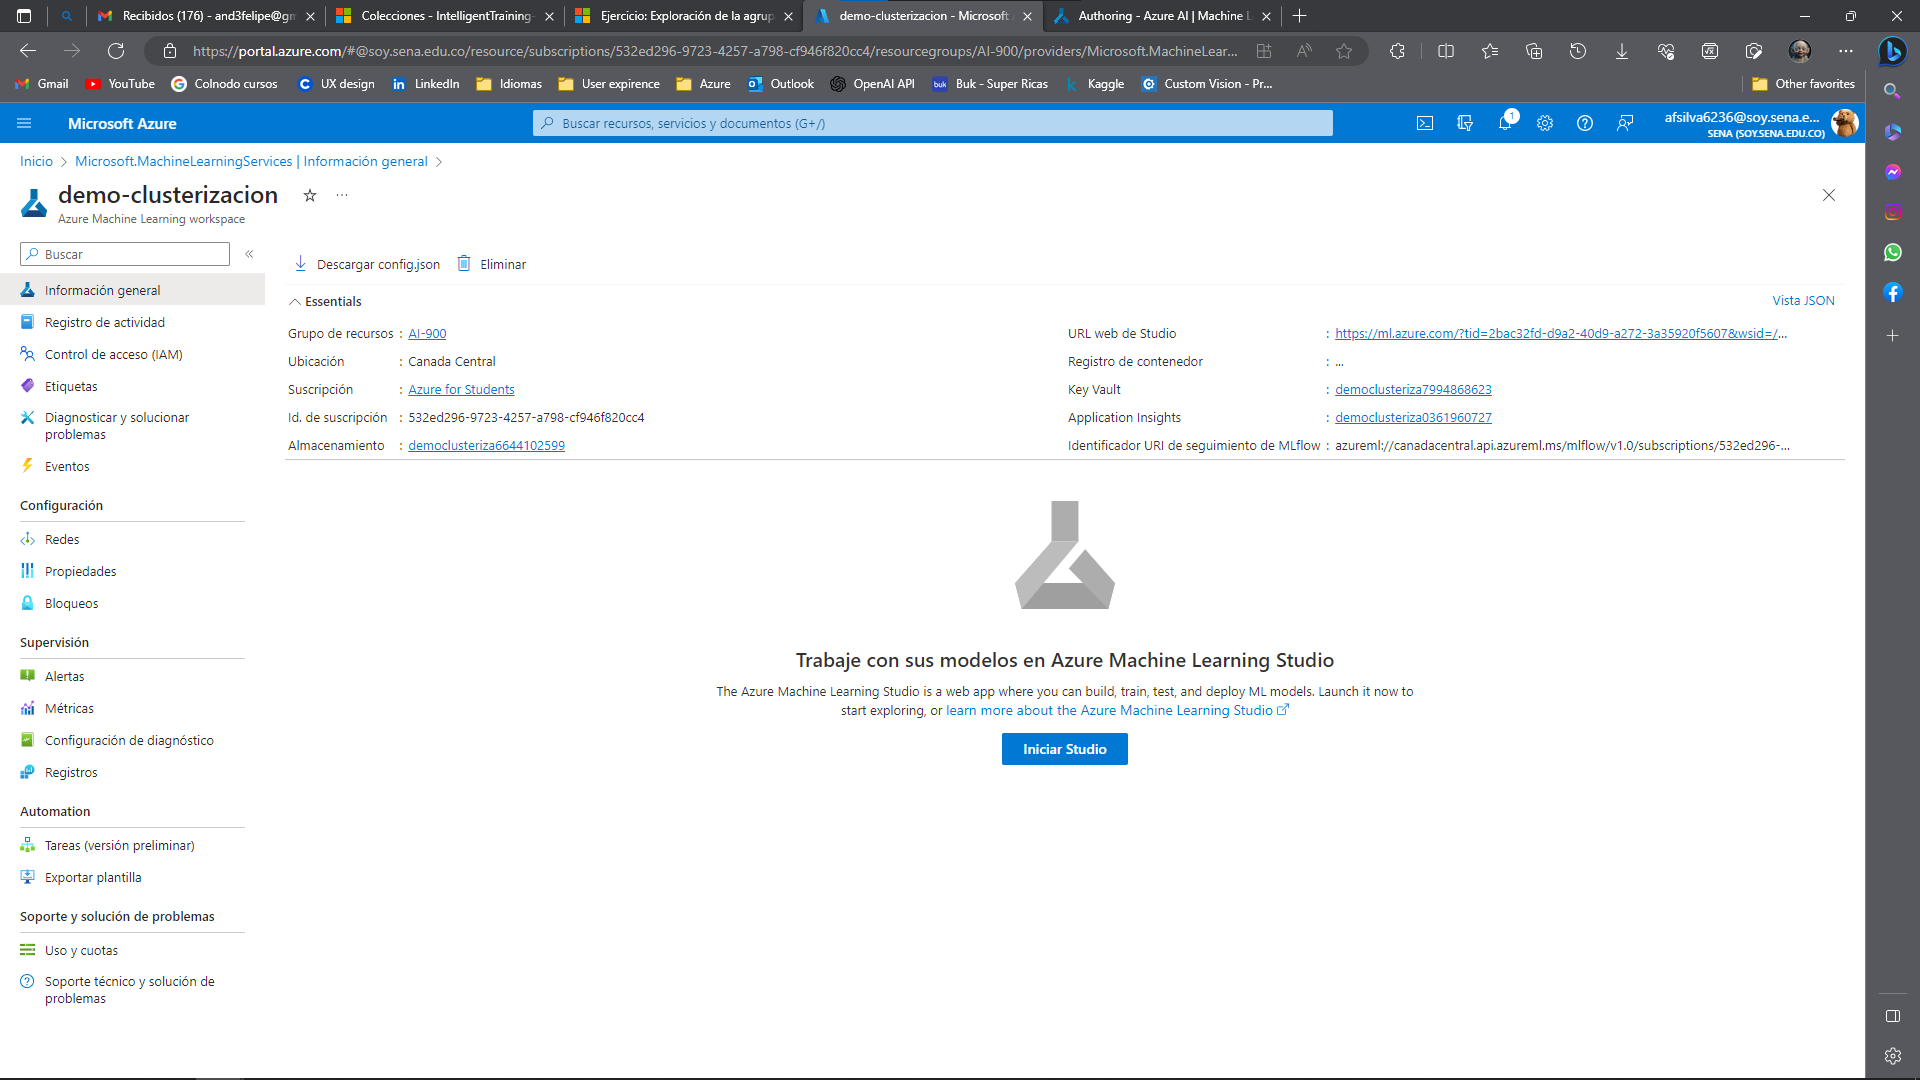 Recibidos (176) - and3felipe@gm
Colecciones - IntelligentTraining-
Ejercicio: Exploración de la agrup
demo-clusterizacion - Microsoft A
Authoring - Azure AI | Machine L
https://portal.azure.com/#@soy.sena.edu.co/resource/subscriptions/532ed296-9723-4257-a798-cf946f820cc4/resourcegroups/AI-900/providers/Microsoft.MachineLear...
Gmail
YouTube
Colnodo cursos
UX design
LinkedIn
Idiomas
User expirence
Azure
Outlook
OpenAI API
Buk - Super Ricas
Kaggle
Custom Vision - Pr...
Other favorites
Microsoft Azure
Buscar recursos, servicios y documentos (G+/)
1
afsilva6236@soy.sena.e...
SENA (SOY.SENA.EDU.CO)
Inicio > Microsoft.MachineLearningServices | Información general >
demo-clusterizacion
Azure Machine Learning workspace
Buscar
Información general
Registro de actividad
Control de acceso (IAM)
Etiquetas
Diagnosticar y solucionar
problemas
Eventos
Configuración
Redes
Propiedades
Bloqueos
Supervisión
Alertas
Métricas
Configuración de diagnóstico
Registros
Automation
Tareas (versión preliminar)
Exportar plantilla
Soporte y solución de problemas
Uso y cuotas
Soporte técnico y solución de
problemas
Descargar config.json
Eliminar
Essentials
Vista JSON
Grupo de recursos : AI-900
Ubicación : Canada Central
Suscripción : Azure for Students
Id. de suscripción : 532ed296-9723-4257-a798-cf946f820cc4
Almacenamiento : democlusteriza6644102599
URL web de Studio : https://ml.azure.com/?tid=2bac32fd-d9a2-40d9-a272-3a35920f5607&wsid=/...
Registro de contenedor : ...
Key Vault : democlusteriza7994868623
Application Insights : democlusteriza0361960727
Identificador URI de seguimiento de MLflow : azureml://canadacentral.api.azureml.ms/mlflow/v1.0/subscriptions/532ed296-...
Trabaje con sus modelos en Azure Machine Learning Studio
The Azure Machine Learning Studio is a web app where you can build, train, test, and deploy ML models. Launch it now to
start exploring, or learn more about the Azure Machine Learning Studio
Iniciar Studio